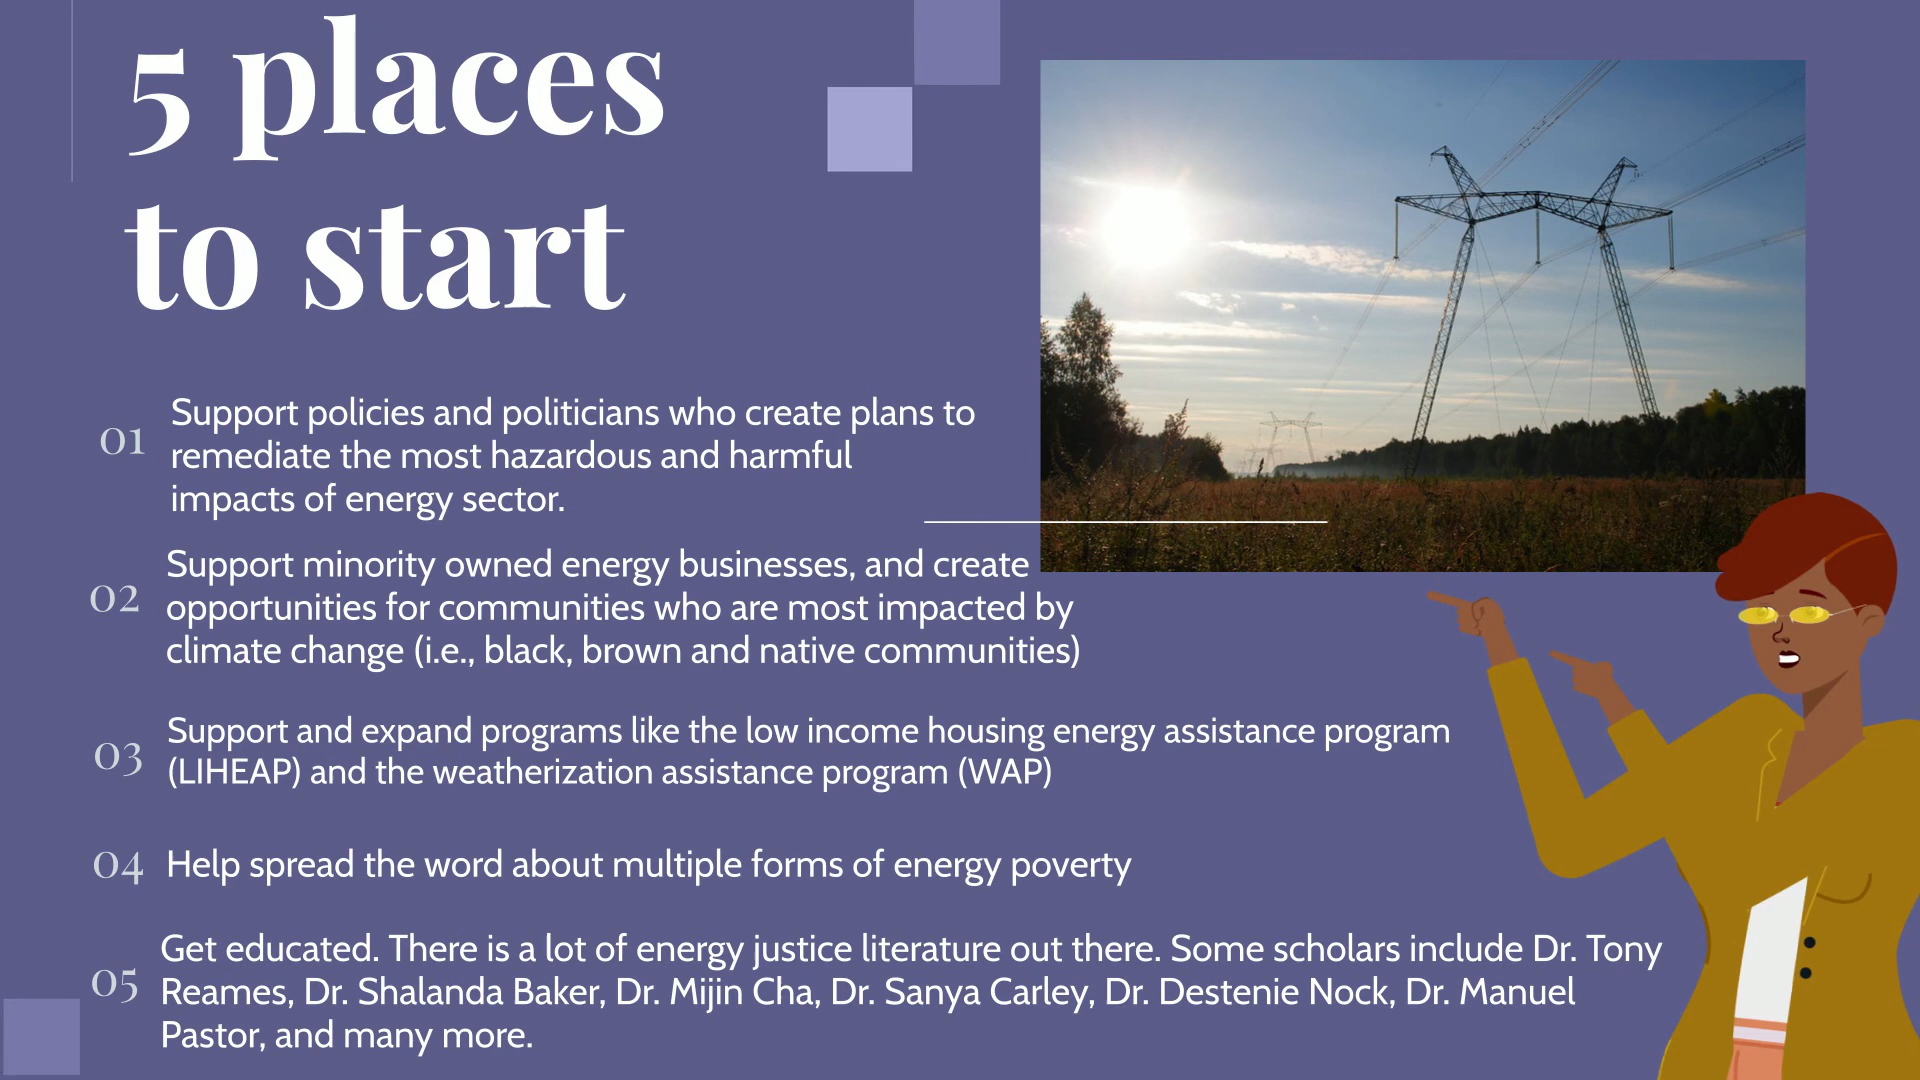 5 places
to start
01
Support policies and politicians who create plans to
remediate the most hazardous and harmful
impacts of energy sector.
02
Support minority owned energy businesses, and create
opportunities for communities who are most impacted by
climate change (i.e., black, brown and native communities)
03
Support and expand programs like the low income housing energy assistance program
(LIHEAP) and the weatherization assistance program (WAP)
04
Help spread the word about multiple forms of energy poverty
05
Get educated. There is a lot of energy justice literature out there. Some scholars include Dr. Tony
Reames, Dr. Shalanda Baker, Dr. Mijin Cha, Dr. Sanya Carley, Dr. Destenie Nock, Dr. Manuel
Pastor, and many more.